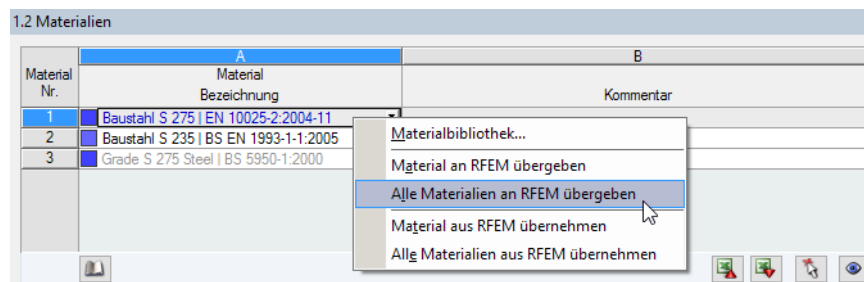 1.2 Materialien
A
B
Material
Nr.
Material
Bezeichnung
Kommentar
1
Baustahl S 275 | EN 10025-2:2004-11
2
Baustahl S 235 | BS EN 1993-1-1:2005
3
Grade S 275 Steel | BS 5950-1:2000
Materialbibliothek...
Material an RFEM übergeben
Alle Materialien an RFEM übergeben
Material aus RFEM übernehmen
Alle Materialien aus RFEM übernehmen